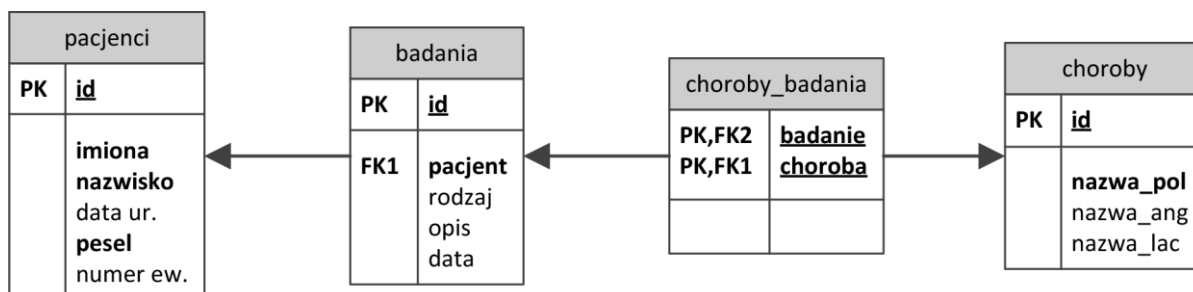 pacjenci
PK id
imiona
nazwisko
data ur.
pesel
numer ew.
badania
PK id
FK1 pacjent
rodzaj
opis
data
choroby_badania
PK,FK2 badanie
PK,FK1 choroba
choroby
PK id
nazwa_pol
nazwa_ang
nazwa_lac